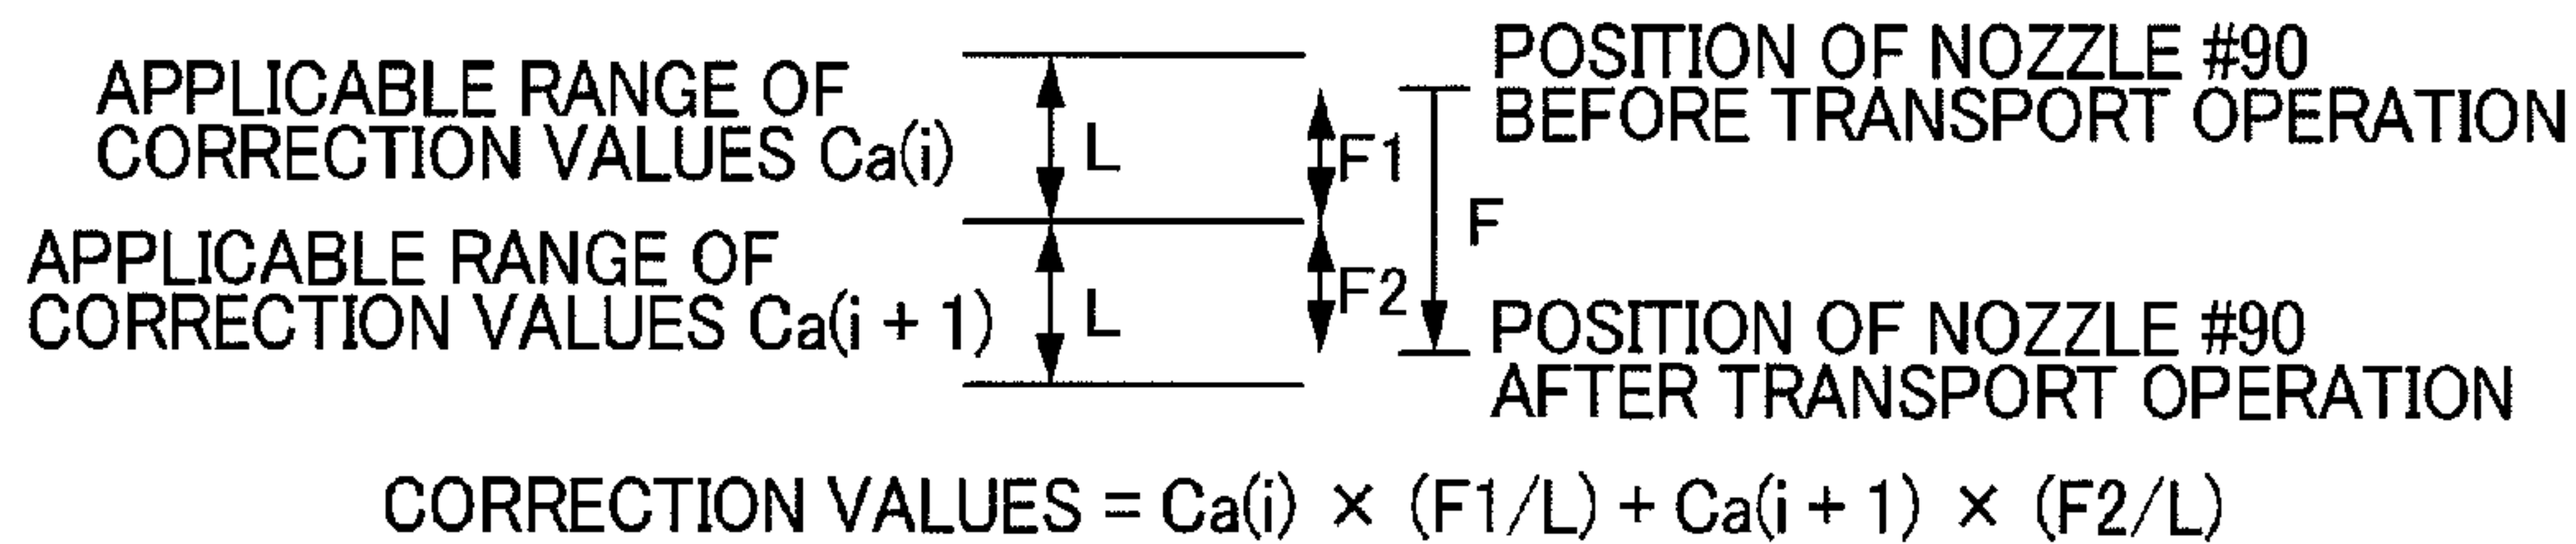 APPLICABLE RANGE OF
CORRECTION VALUES Ca(i)
L
F1
POSITION OF NOZZLE #90
BEFORE TRANSPORT OPERATION
F
APPLICABLE RANGE OF
CORRECTION VALUES Ca(i + 1)
L
F2
POSITION OF NOZZLE #90
AFTER TRANSPORT OPERATION
CORRECTION VALUES = Ca(i) × (F1/L) + Ca(i + 1) × (F2/L)